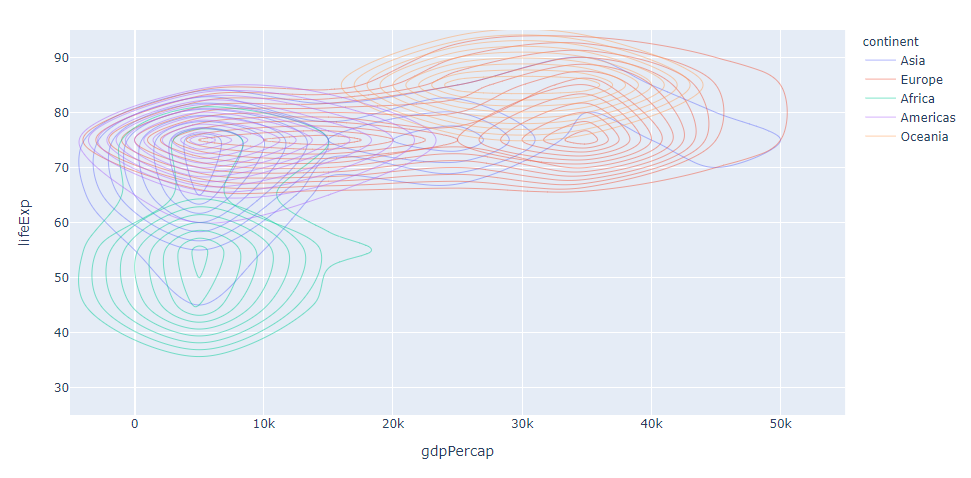 continent
Asia
Europe
Africa
Americas
Oceania
lifeExp
90
80
70
60
50
40
30
0
10k
20k
30k
40k
50k
gdpPercap